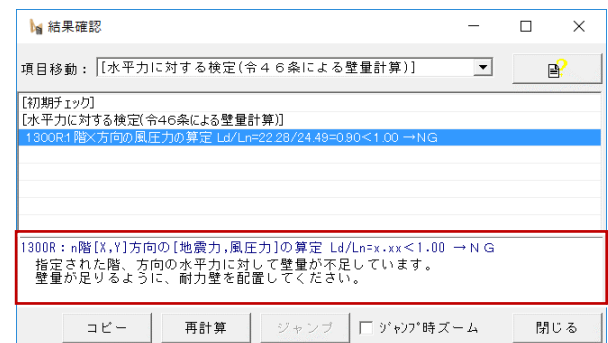 結果確認
項目移動： [水平力に対する検定(令４６条による壁量計算)]
[初期チェック]
[水平力に対する検定(令46条による壁量計算)]
1300R:1階X方向の風圧力の算定 Ld/Ln=22.28/24.49=0.90＜1.00 →NG
1300R：n階[X,Y]方向の[地震力,風圧力]の算定 Ld/Ln=x.xx＜1.00 →ＮＧ
指定された階、方向の水平力に対して壁量が不足しています。
壁量が足りるように、耐力壁を配置してください。
コピー 再計算 ジャンプ ｼﾞｬﾝﾌﾟ時ズーム 閉じる